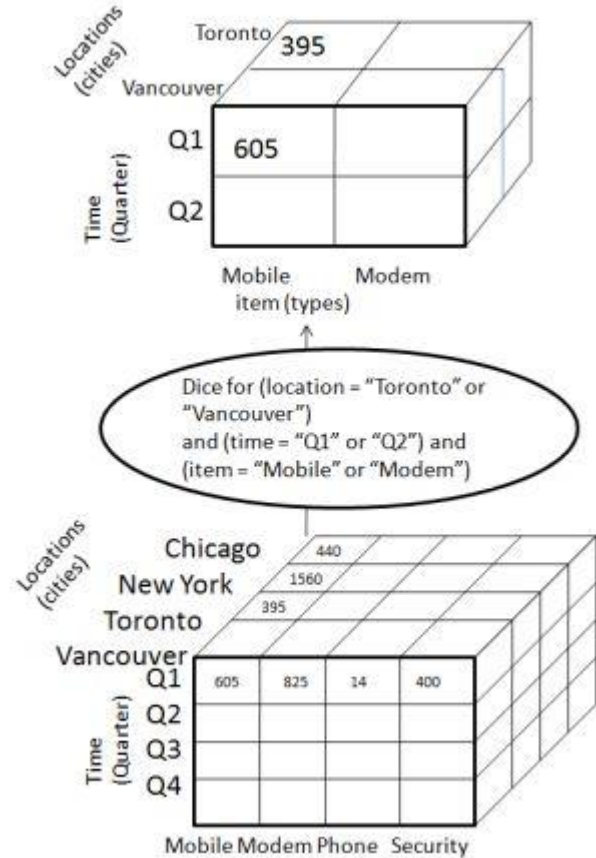 Locations
(cities)
Toronto
395
Vancouver
Time
(Quarter)
Q1
605
Q2
Mobile Modem
item (types)
Dice for (location = “Toronto” or
“Vancouver”)
and (time = “Q1” or “Q2”) and
(item = “Mobile” or “Modem”)
Locations
(cities)
Chicago
440
New York
1560
Toronto
395
Vancouver
Time
(Quarter)
Q1 605 825 14 400
Q2
Q3
Q4
Mobile Modem Phone Security